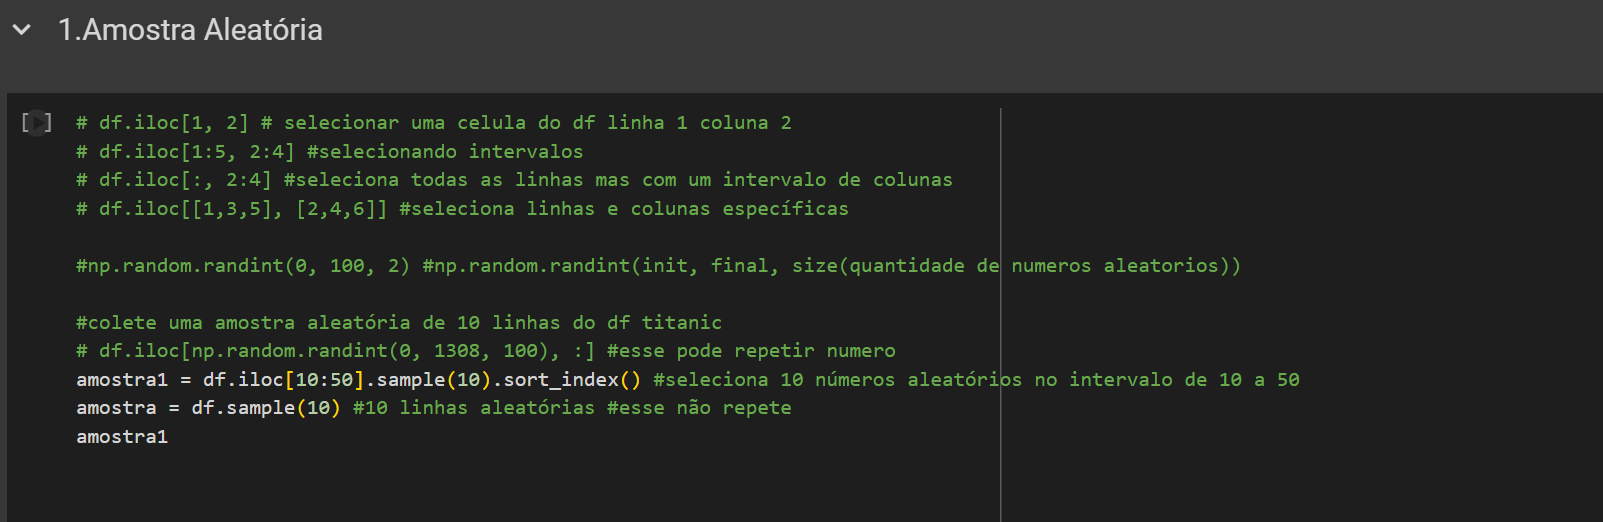 1.Amostra Aleatória
[ ] # df.iloc[1, 2] # selecionar uma celula do df linha 1 coluna 2
# df.iloc[1:5, 2:4] #selecionando intervalos
# df.iloc[:, 2:4] #seleciona todas as linhas mas com um intervalo de colunas
# df.iloc[[1,3,5], [2,4,6]] #seleciona linhas e colunas específicas
#np.random.randint(0, 100, 2) #np.random.randint(init, final, size(quantidade de numeros aleatorios))
#colete uma amostra aleatória de 10 linhas do df titanic
# df.iloc[np.random.randint(0, 1308, 100), :] #esse pode repetir numero
amostra1 = df.iloc[10:50].sample(10).sort_index() #seleciona 10 números aleatórios no intervalo de 10 a 50
amostra = df.sample(10) #10 linhas aleatórias #esse não repete
amostra1